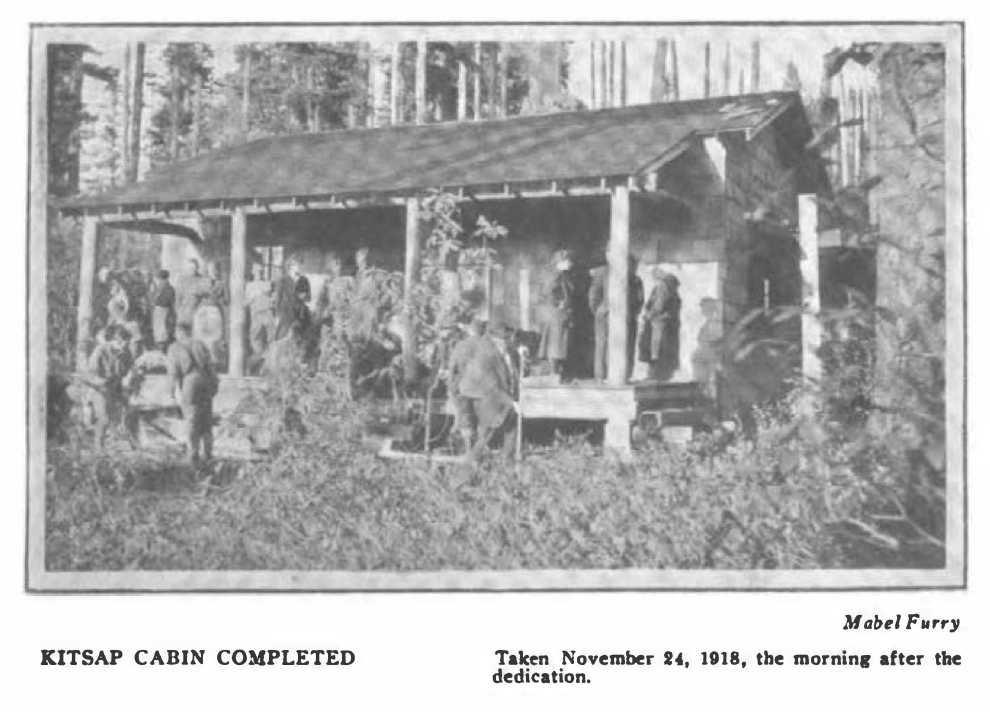 Mabel Furry
KITSAP CABIN COMPLETED
Taken November 24, 1918, the morning after the
dedication.